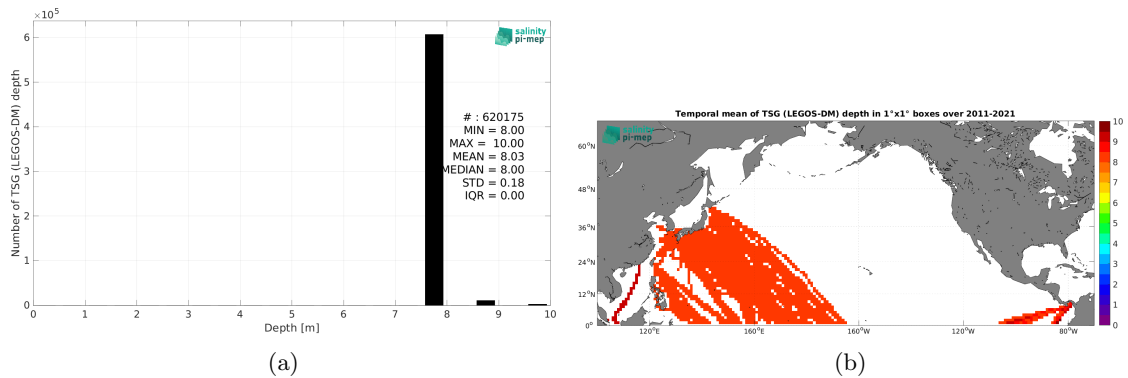 ×10⁵
6
5
4
3
2
1
0
Number of TSG (LEGOS-DM) depth
salinity
pi-mep
# : 620175
MIN = 8.00
MAX = 10.00
MEAN = 8.03
MEDIAN = 8.00
STD = 0.18
IQR = 0.00
0 1 2 3 4 5 6 7 8 9 10
Depth [m]
(a)
Temporal mean of TSG (LEGOS-DM) depth in 1°x1° boxes over 2011-2021
salinity
pi-mep
60°N
48°N
36°N
24°N
12°N
0°
120°E 160°E 160°W 120°W 80°W
10
9
8
7
6
5
4
3
2
1
0
(b)